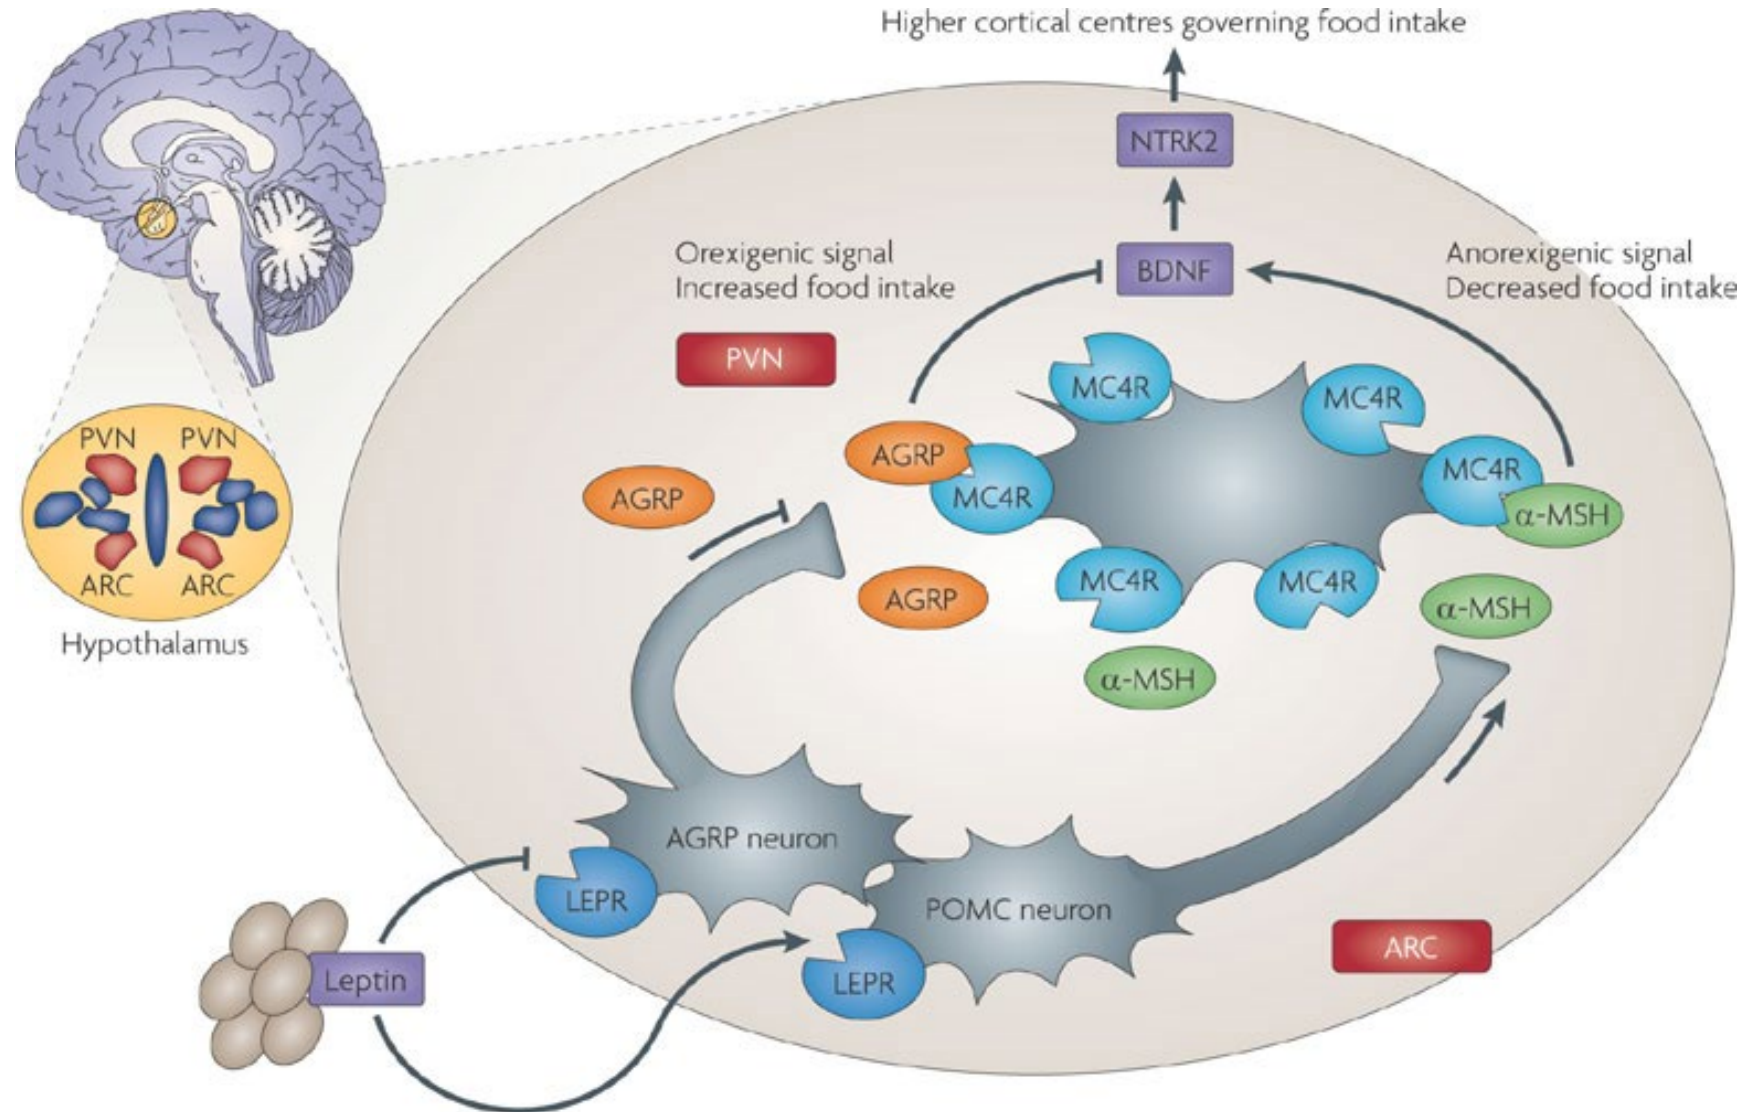 Higher cortical centres governing food intake
NTRK2
Orexigenic signal
Increased food intake
BDNF
Anorexigenic signal
Decreased food intake
PVN
MC4R
MC4R
AGRP
MC4R
MC4R
α-MSH
AGRP
MC4R
MC4R
AGRP
α-MSH
α-MSH
PVN PVN
ARC ARC
Hypothalamus
AGRP neuron
LEPR
POMC neuron
LEPR
ARC
Leptin